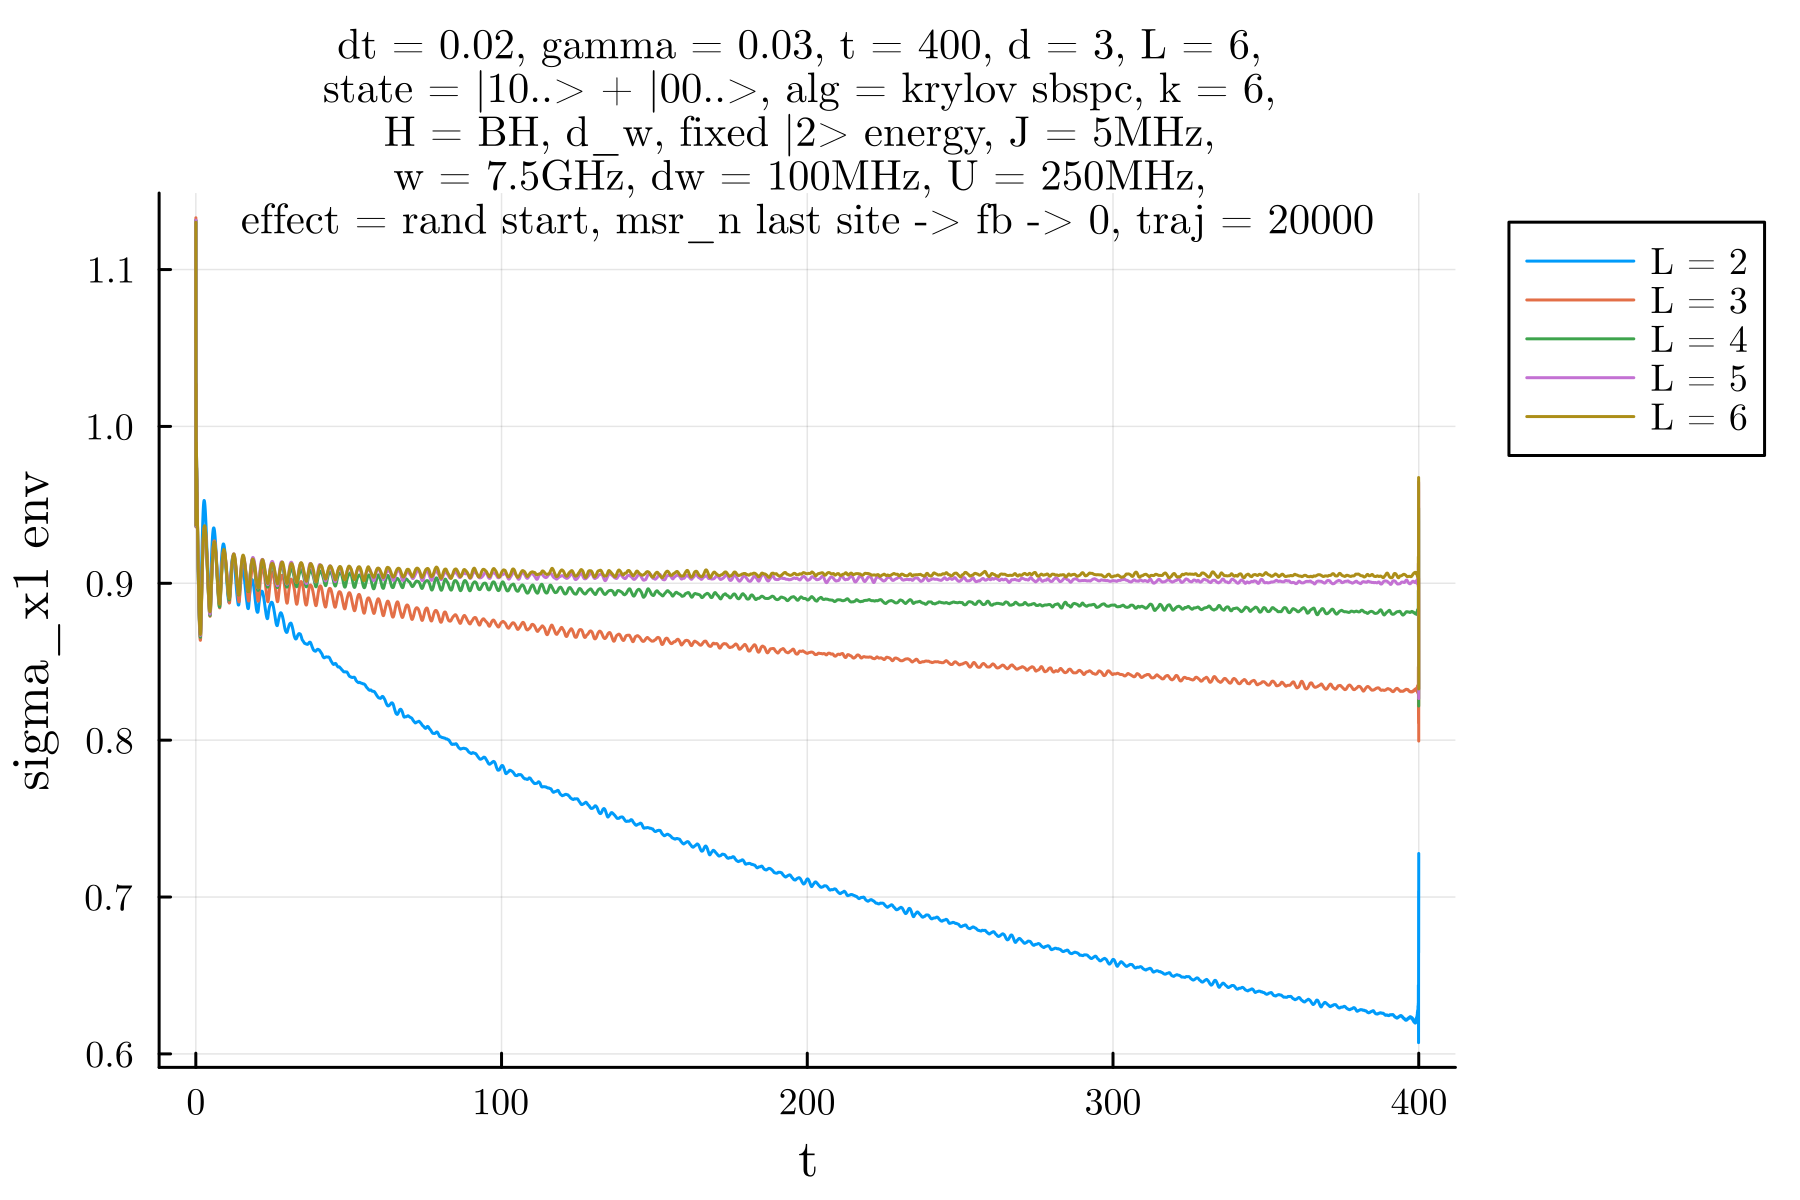 dt = 0.02, gamma = 0.03, t = 400, d = 3, L = 6,
state = |10..> + |00..>, alg = krylov sbspc, k = 6,
H = BH, d_w, fixed |2> energy, J = 5MHz,
w = 7.5GHz, dw = 100MHz, U = 250MHz,
effect = rand start, msr_n last site -> fb -> 0, traj = 20000
L = 2
L = 3
L = 4
L = 5
L = 6
sigma_x1 env
1.1
1.0
0.9
0.8
0.7
0.6
0
100
200
300
400
t